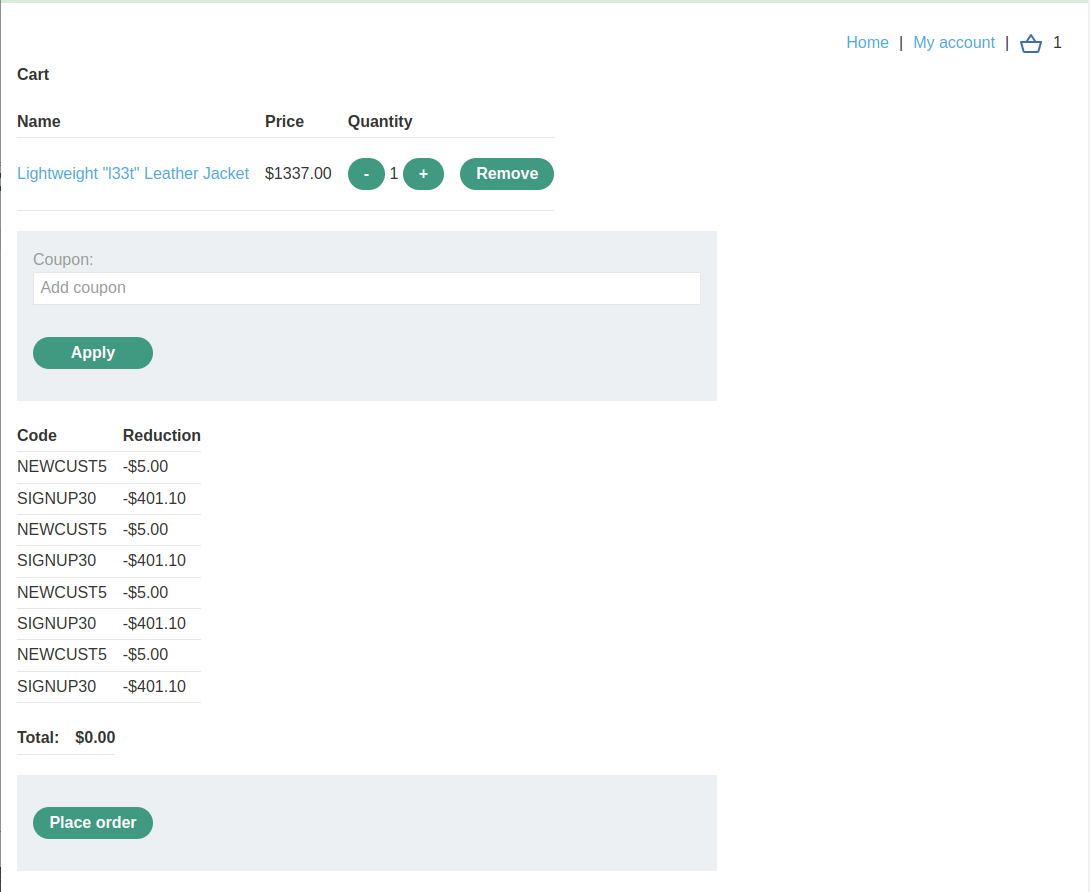 Home | My account | 1
Cart
Name Price Quantity
Lightweight "l33t" Leather Jacket $1337.00 - 1 + Remove
Coupon:
Add coupon
Apply
Code Reduction
NEWCUST5 -$5.00
SIGNUP30 -$401.10
NEWCUST5 -$5.00
SIGNUP30 -$401.10
NEWCUST5 -$5.00
SIGNUP30 -$401.10
NEWCUST5 -$5.00
SIGNUP30 -$401.10
Total: $0.00
Place order